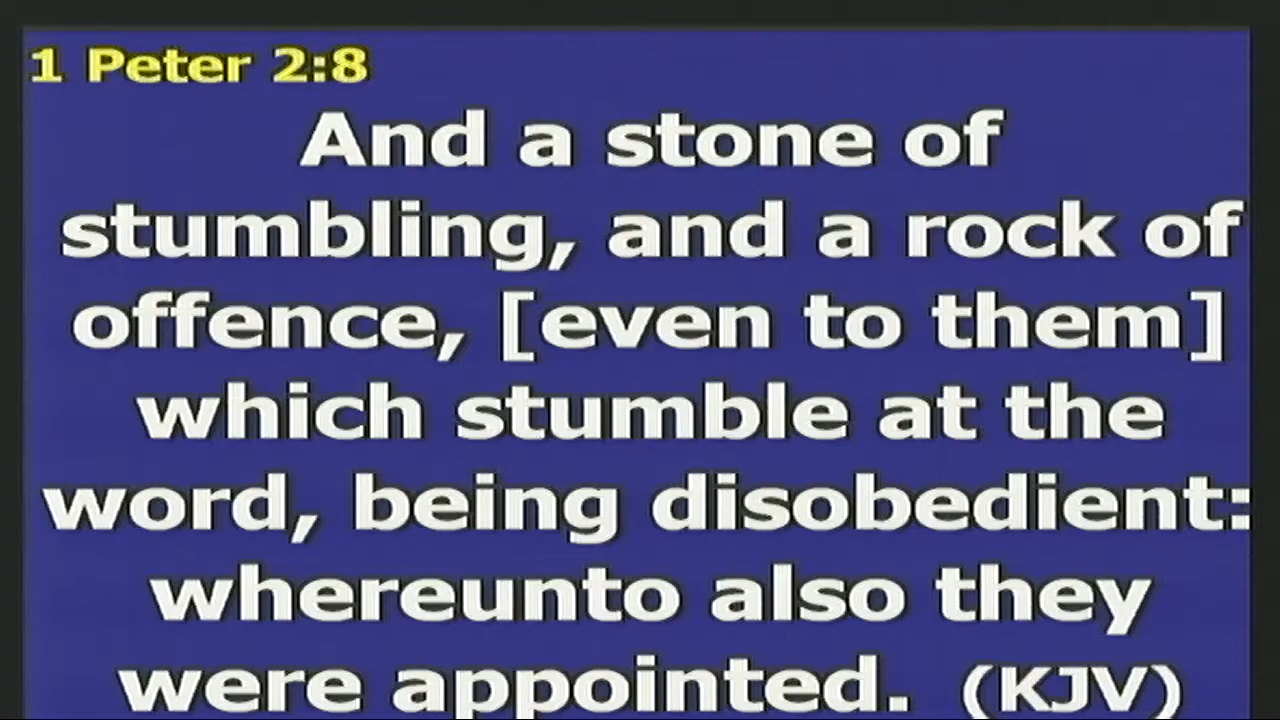 1 Peter 2:8
And a stone of
stumbling, and a rock of
offence, [even to them]
which stumble at the
word, being disobedient:
whereunto also they
were appointed. (KJV)